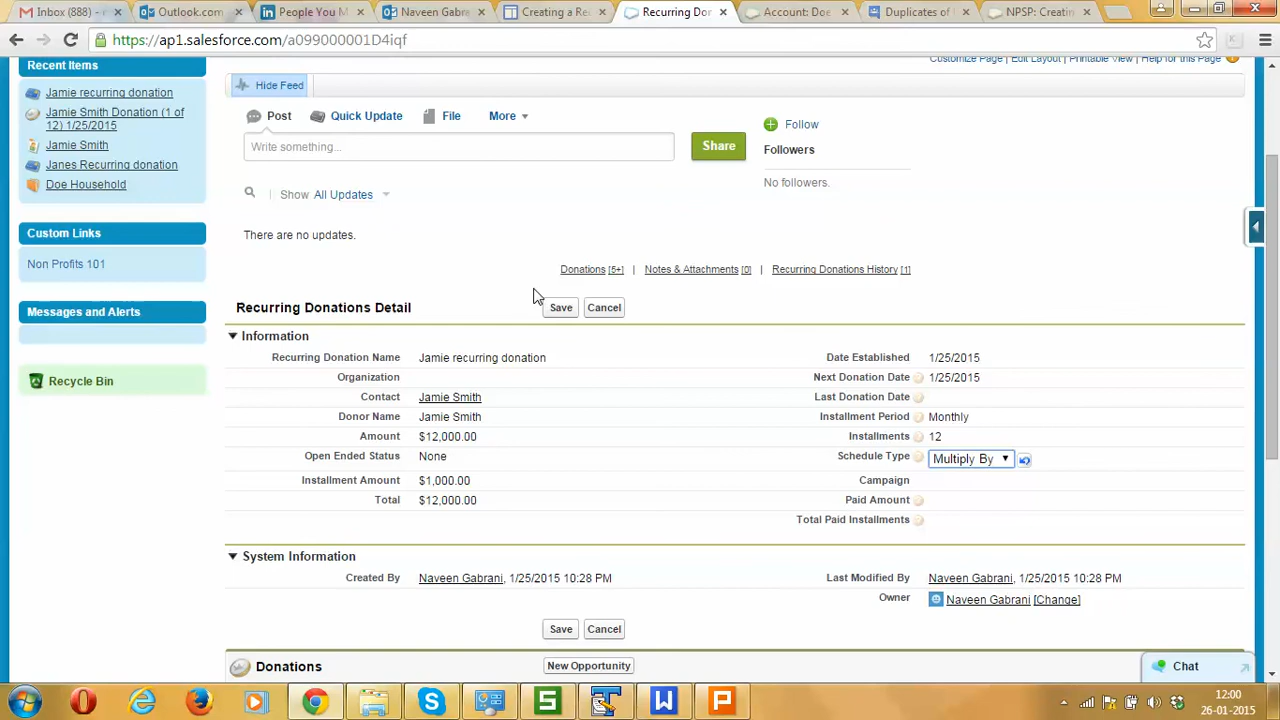 Inbox (888) - r
Outlook.com
People You M
Naveen Gabre
Creating a Re
Recurring Dor
Account: Doe
Duplicates of
NPSP: Creatin
https://ap1.salesforce.com/a099000001D4iqf
Customize Page | Edit Layout | Printable View | Help for this Page
Recent Items
Hide Feed
Jamie recurring donation
Jamie Smith Donation (1 of
12) 1/25/2015
Jamie Smith
Janes Recurring donation
Doe Household
Post
Quick Update
File
More
Follow
Write something...
Share
Followers
No followers.
Show All Updates
Custom Links
There are no updates.
Non Profits 101
Donations [5+] | Notes & Attachments [0] | Recurring Donations History [1]
Messages and Alerts
Recurring Donations Detail
Save
Cancel
Information
Recurring Donation Name Jamie recurring donation
Date Established 1/25/2015
Organization
Next Donation Date 1/25/2015
Recycle Bin
Contact Jamie Smith
Last Donation Date
Donor Name Jamie Smith
Installment Period Monthly
Amount $12,000.00
Installments 12
Open Ended Status None
Schedule Type Multiply By
Installment Amount $1,000.00
Campaign
Total $12,000.00
Paid Amount
Total Paid Installments
System Information
Created By Naveen Gabrani, 1/25/2015 10:28 PM
Last Modified By Naveen Gabrani, 1/25/2015 10:28 PM
Owner Naveen Gabrani [Change]
Save
Cancel
Donations
New Opportunity
Chat
S
T
W
P
12:00
26-01-2015